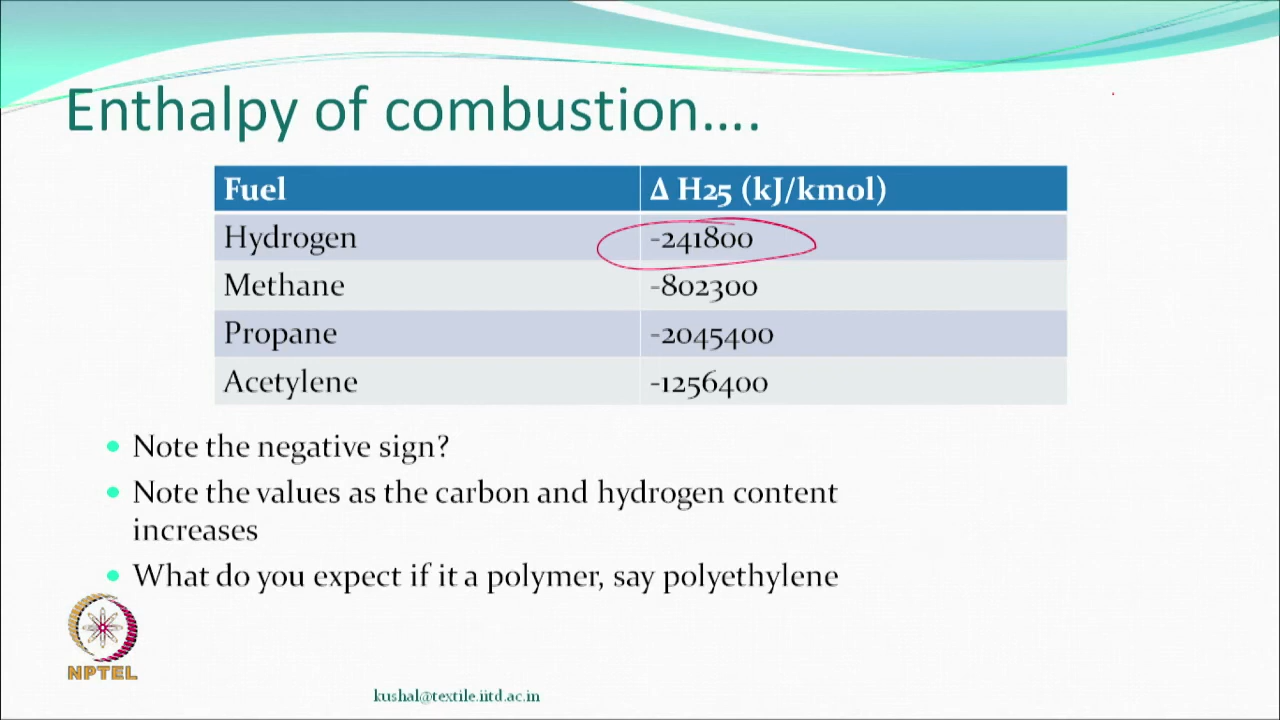 Enthalpy of combustion....
Fuel Δ H25 (kJ/kmol)
Hydrogen -241800
Methane -802300
Propane -2045400
Acetylene -1256400
Note the negative sign?
Note the values as the carbon and hydrogen content
increases
What do you expect if it a polymer, say polyethylene
NPTEL
kushal@textile.iitd.ac.in